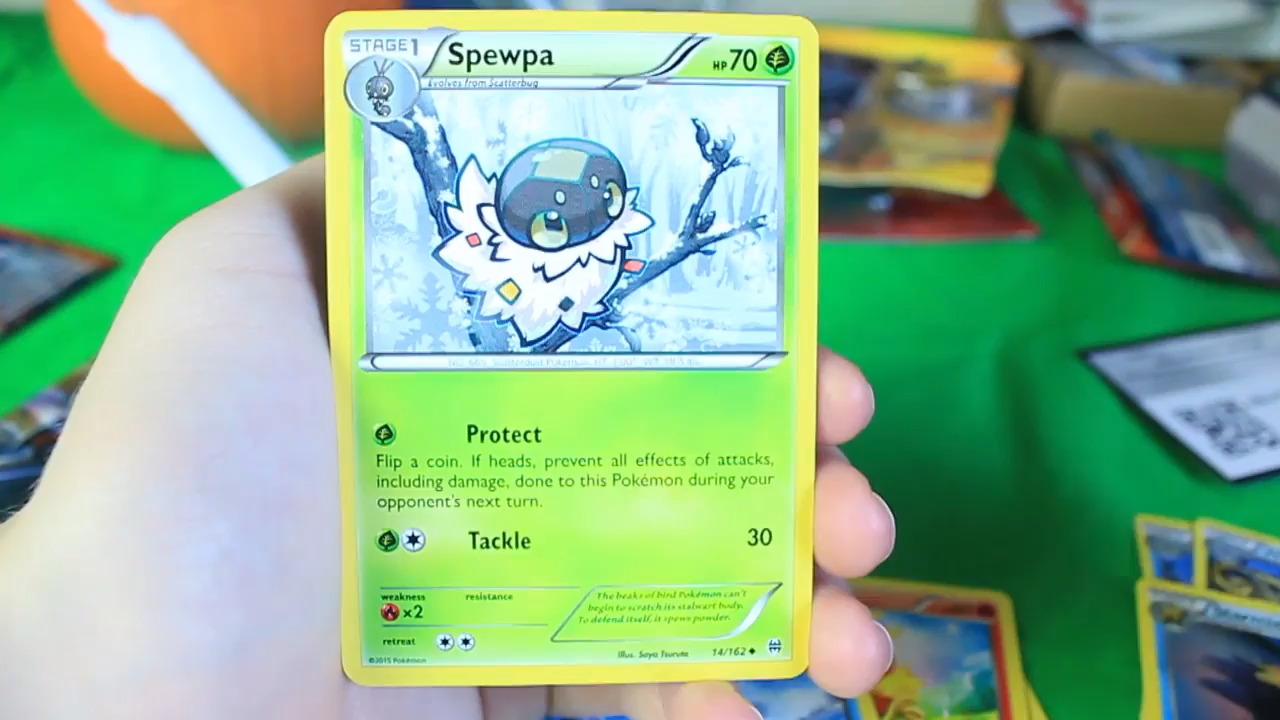 STAGE1
Spewpa
HP 70
Evolves from Scatterbug
Protect
Flip a coin. If heads, prevent all effects of attacks,
including damage, done to this Pokémon during your
opponent's next turn.
Tackle 30
weakness resistance
×2
retreat
The beaks of bird Pokémon can't
begin to scratch its stalwart body.
To defend itself, it spews powder.
©2015 Pokémon
Illus. Saya Tsuruta
14/162